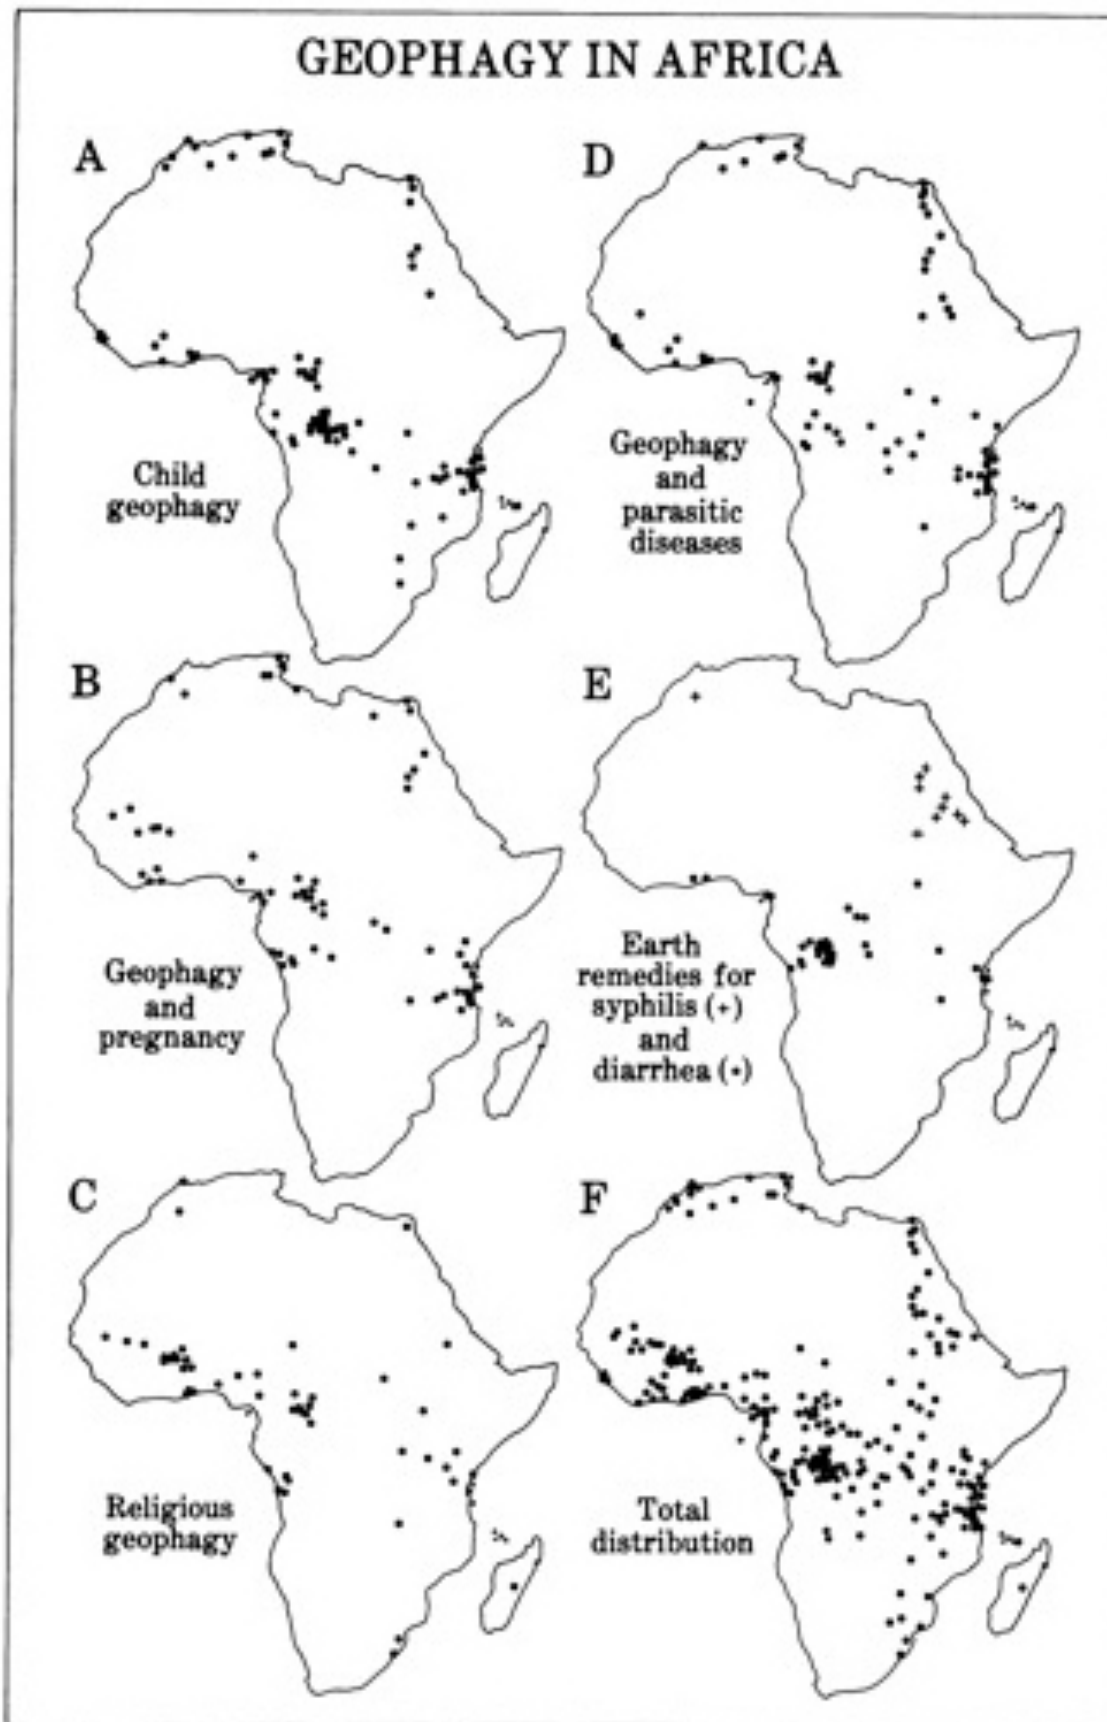 GEOPHAGY IN AFRICA
A
Child
geophagy
B
Geophagy
and
pregnancy
C
Religious
geophagy
D
Geophagy
and
parasitic
diseases
E
Earth
remedies for
syphilis (+)
and
diarrhea (•)
F
Total
distribution